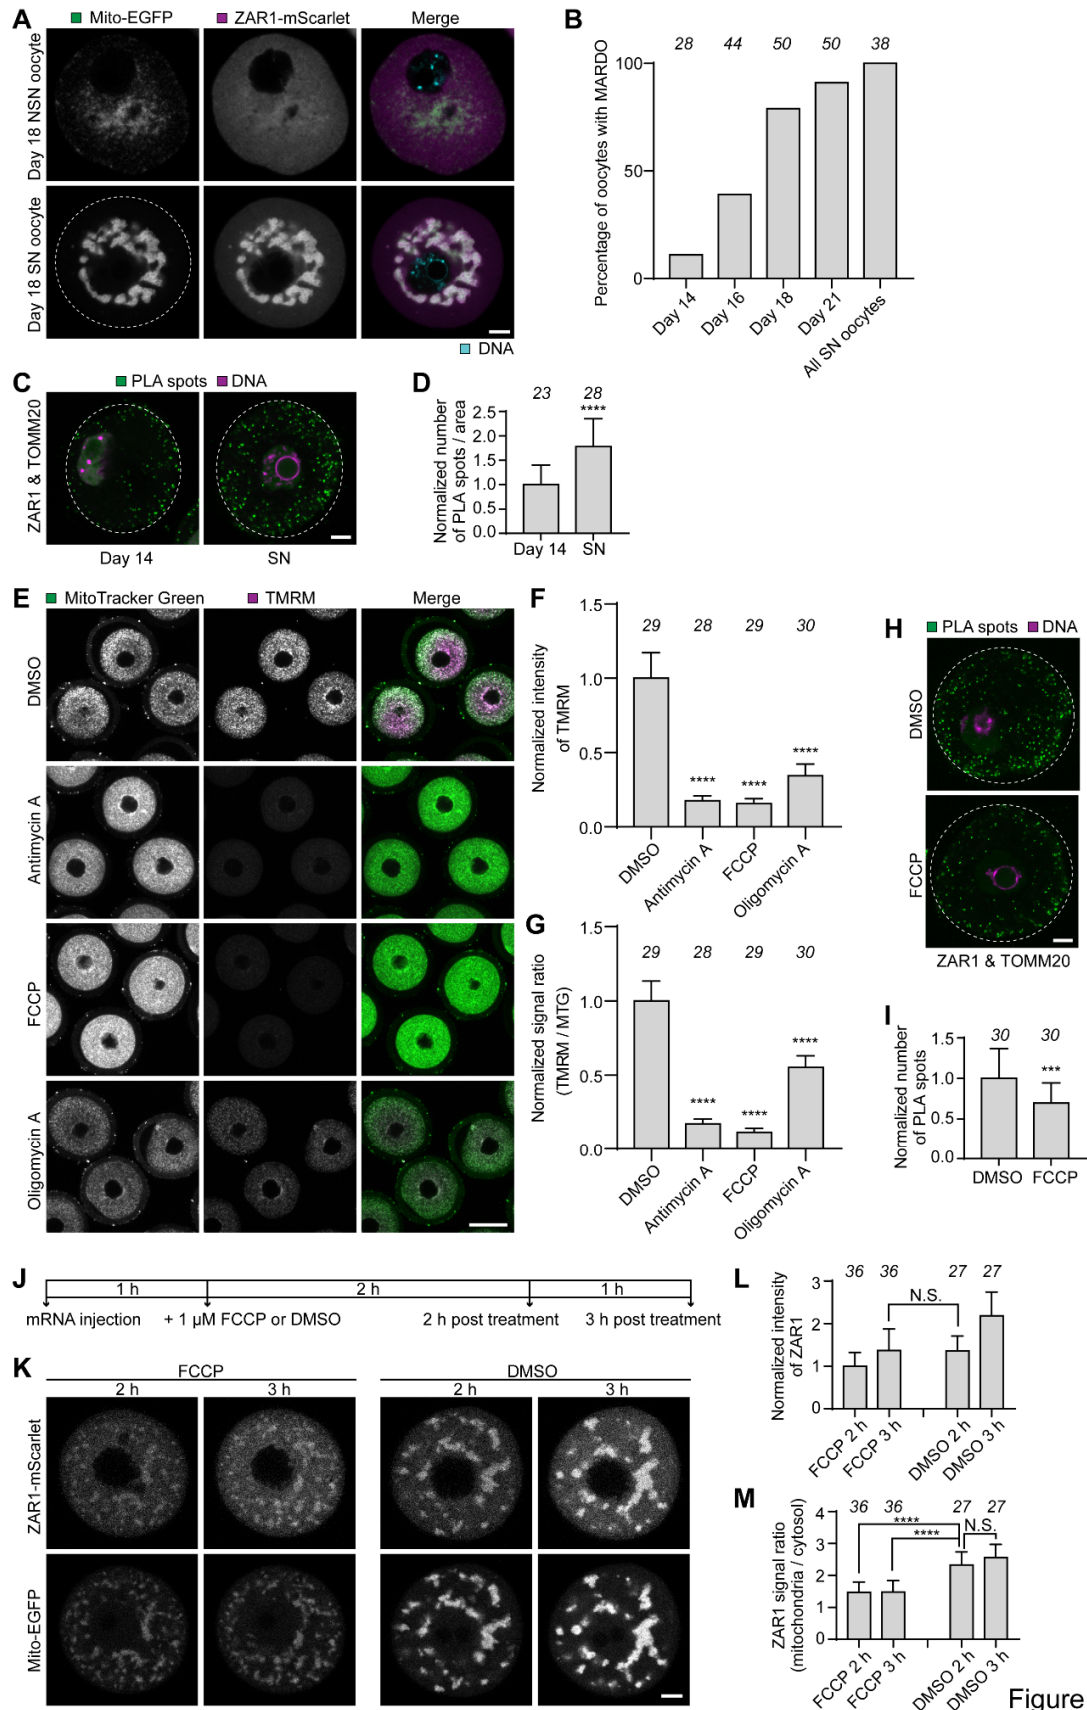 A
Mito-EGFP ZAR1-mScarlet Merge
Day 18 NSN oocyte
Day 18 SN oocyte
DNA
B
28 44 50 50 38
Percentage of oocytes with MARDO
100
50
0
Day 14 Day 16 Day 18 Day 21 All SN oocytes
C
PLA spots DNA
ZAR1 & TOMM20
Day 14 SN
D
23 28
****
Normalized number
of PLA spots / area
2.5
2.0
1.5
1.0
0.5
0.0
Day 14 SN
E
MitoTracker Green TMRM Merge
DMSO
Antimycin A
FCCP
Oligomycin A
F
Normalized intensity
of TMRM
1.5
1.0
0.5
0.0
29 28 29 30
**** **** ****
DMSO Antimycin A FCCP Oligomycin A
G
Normalized signal ratio
(TMRM / MTG)
1.5
1.0
0.5
0.0
29 28 29 30
**** **** ****
DMSO Antimycin A FCCP Oligomycin A
H
PLA spots DNA
DMSO
FCCP
ZAR1 & TOMM20
I
Normalized number
of PLA spots
1.5
1.0
0.5
0.0
30 30
***
DMSO FCCP
J
1 h 2 h 1 h
mRNA injection + 1 µM FCCP or DMSO 2 h post treatment 3 h post treatment
K
FCCP DMSO
2 h 3 h 2 h 3 h
ZAR1-mScarlet
Mito-EGFP
L
Normalized intensity
of ZAR1
3
2
1
0
36 36 27 27
N.S.
FCCP 2 h FCCP 3 h DMSO 2 h DMSO 3 h
M
ZAR1 signal ratio
(mitochondria / cytosol)
4
3
2
1
0
36 36 27 27
**** N.S.
****
FCCP 2 h FCCP 3 h DMSO 2 h DMSO 3 h
Figure